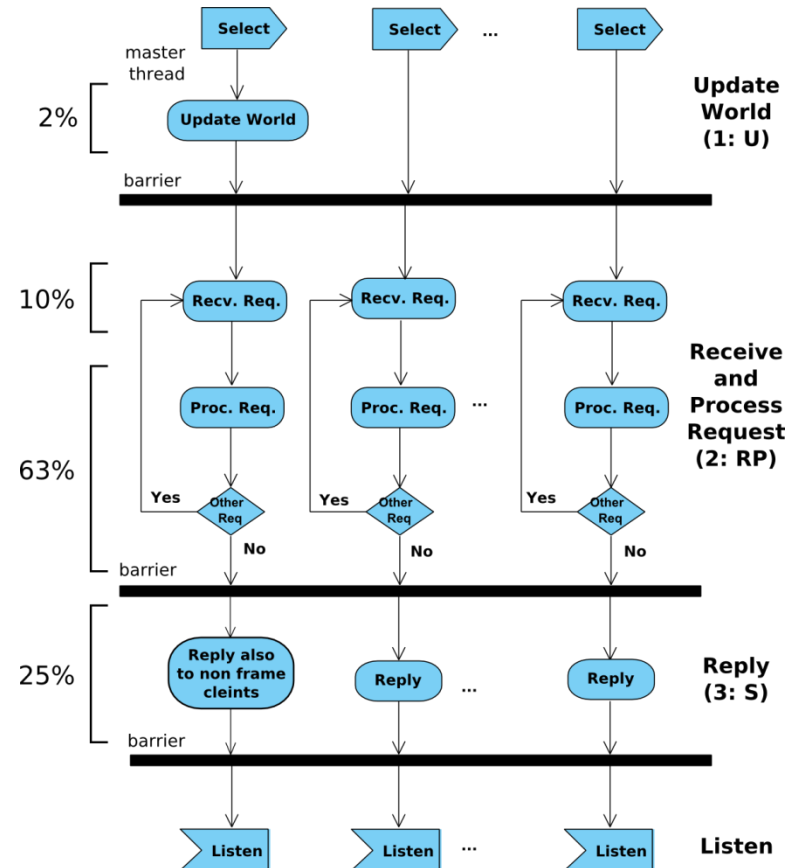 Select
Select
...
Select
master
thread
2%
Update World
Update
World
(1: U)
barrier
10%
Recv. Req.
Recv. Req.
Recv. Req.
Receive
and
Process
Request
(2: RP)
63%
Proc. Req.
Proc. Req.
...
Proc. Req.
Yes
Other
Req
Yes
Other
Req
Yes
Other
Req
No
No
No
barrier
25%
Reply also
to non frame
cleints
Reply
...
Reply
Reply
(3: S)
barrier
Listen
Listen
...
Listen
Listen